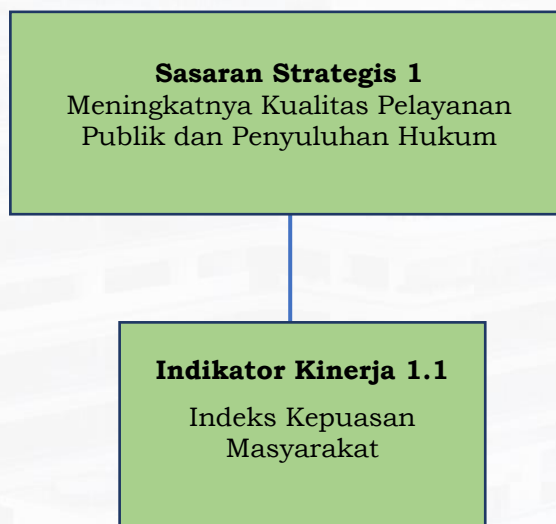 Sasaran Strategis 1
Meningkatnya Kualitas Pelayanan
Publik dan Penyuluhan Hukum
Indikator Kinerja 1.1
Indeks Kepuasan
Masyarakat